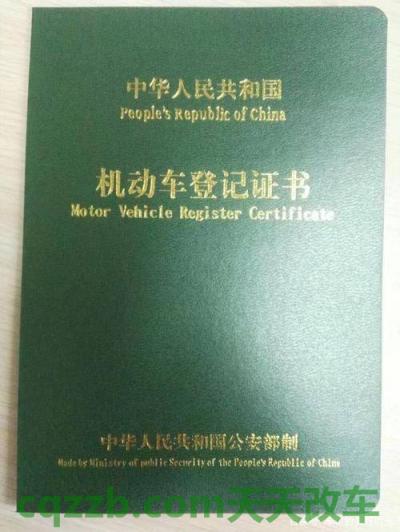 中华人民共和国
People's Republic of China
机动车登记证书
Motor Vehicle Register Certificate
中华人民共和国公安部制
Made by Ministry of public Security of the People's Republic of China
cqzzb.com天天改车